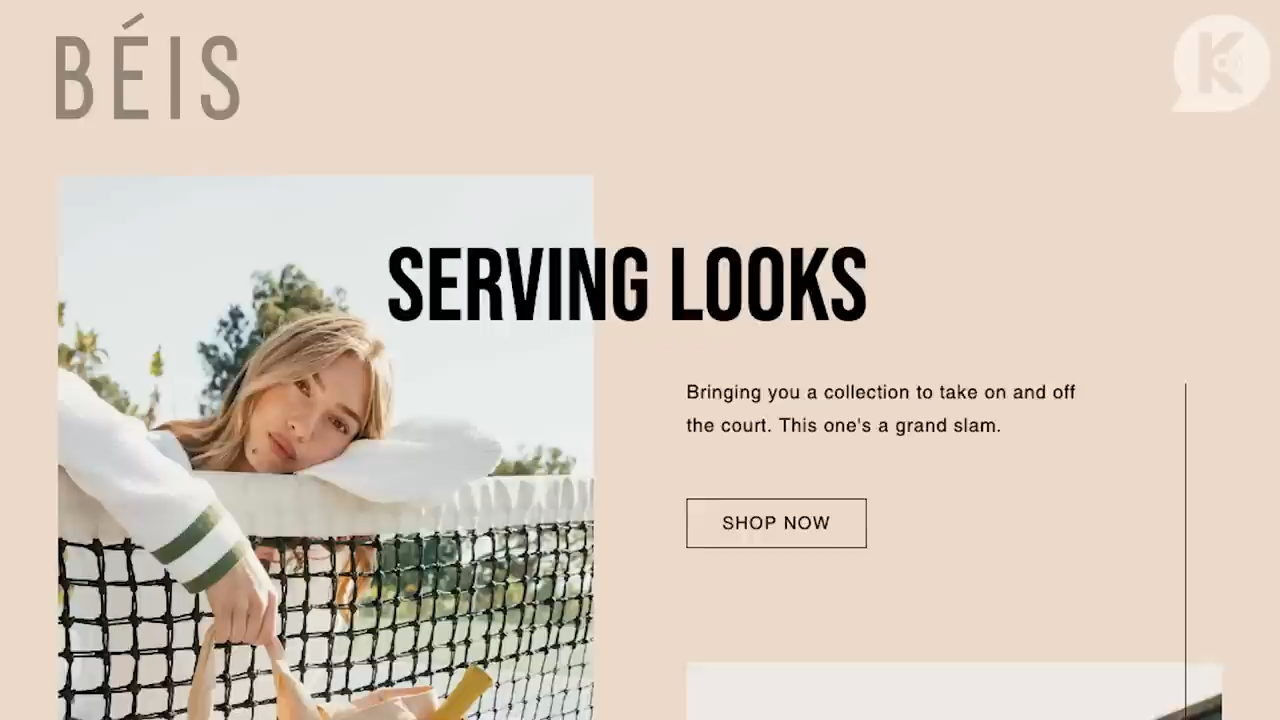 BÉIS
K
SERVING LOOKS
Bringing you a collection to take on and off
the court. This one's a grand slam.
SHOP NOW